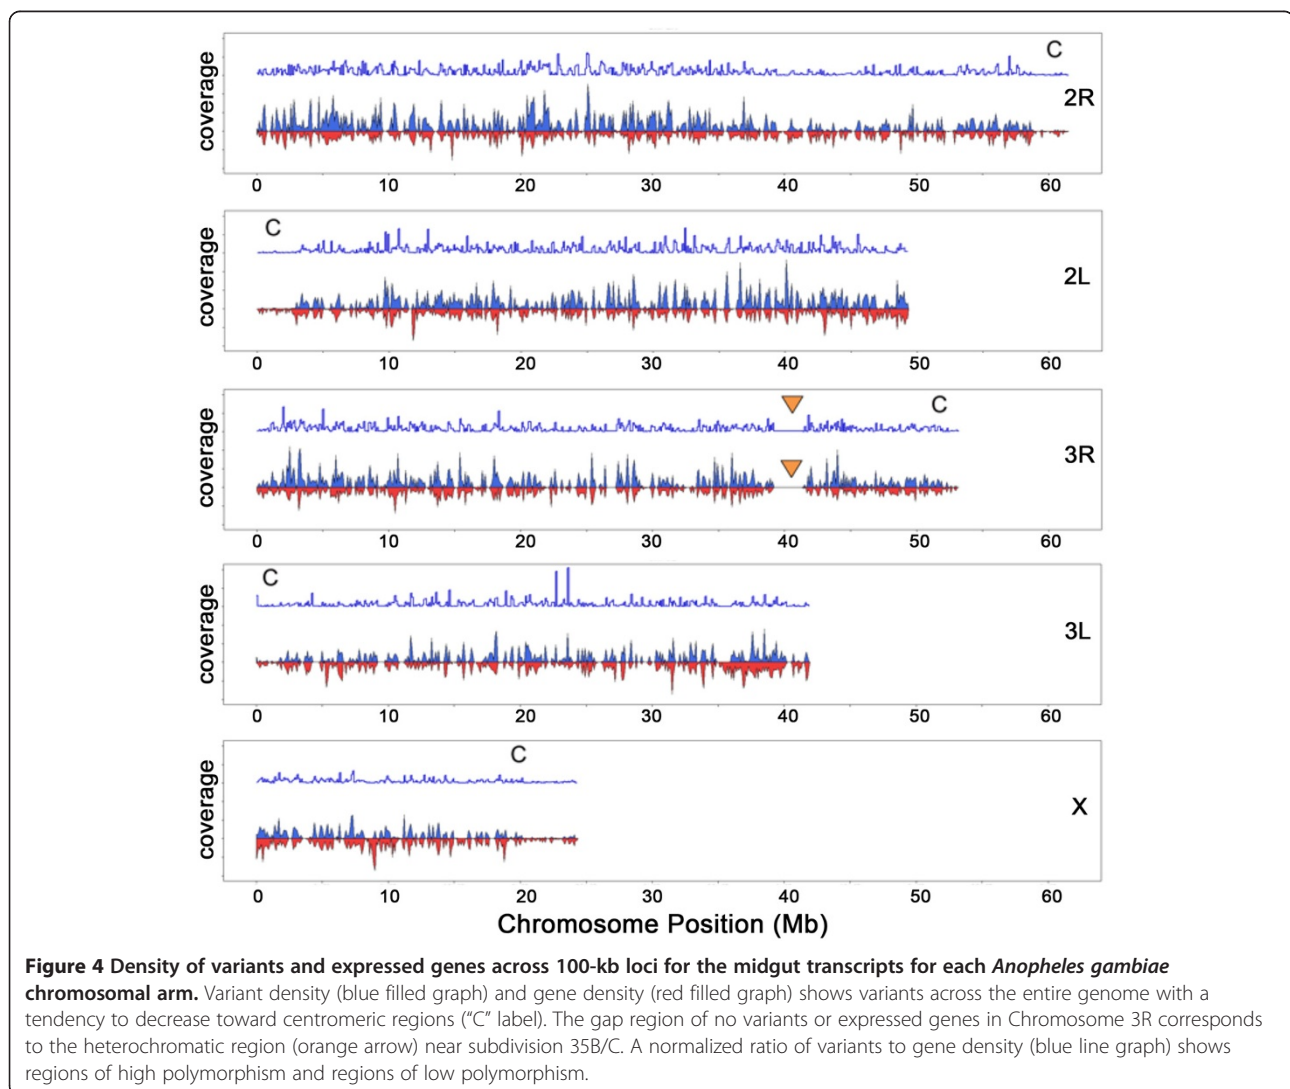 C
coverage
2R
0 10 20 30 40 50 60
C
coverage
2L
0 10 20 30 40 50 60
C
coverage
3R
0 10 20 30 40 50 60
C
coverage
3L
0 10 20 30 40 50 60
C
coverage
X
0 10 20 30 40 50 60
Chromosome Position (Mb)
Figure 4 Density of variants and expressed genes across 100-kb loci for the midgut transcripts for each Anopheles gambiae
chromosomal arm. Variant density (blue filled graph) and gene density (red filled graph) shows variants across the entire genome with a
tendency to decrease toward centromeric regions (“C” label). The gap region of no variants or expressed genes in Chromosome 3R corresponds
to the heterochromatic region (orange arrow) near subdivision 35B/C. A normalized ratio of variants to gene density (blue line graph) shows
regions of high polymorphism and regions of low polymorphism.